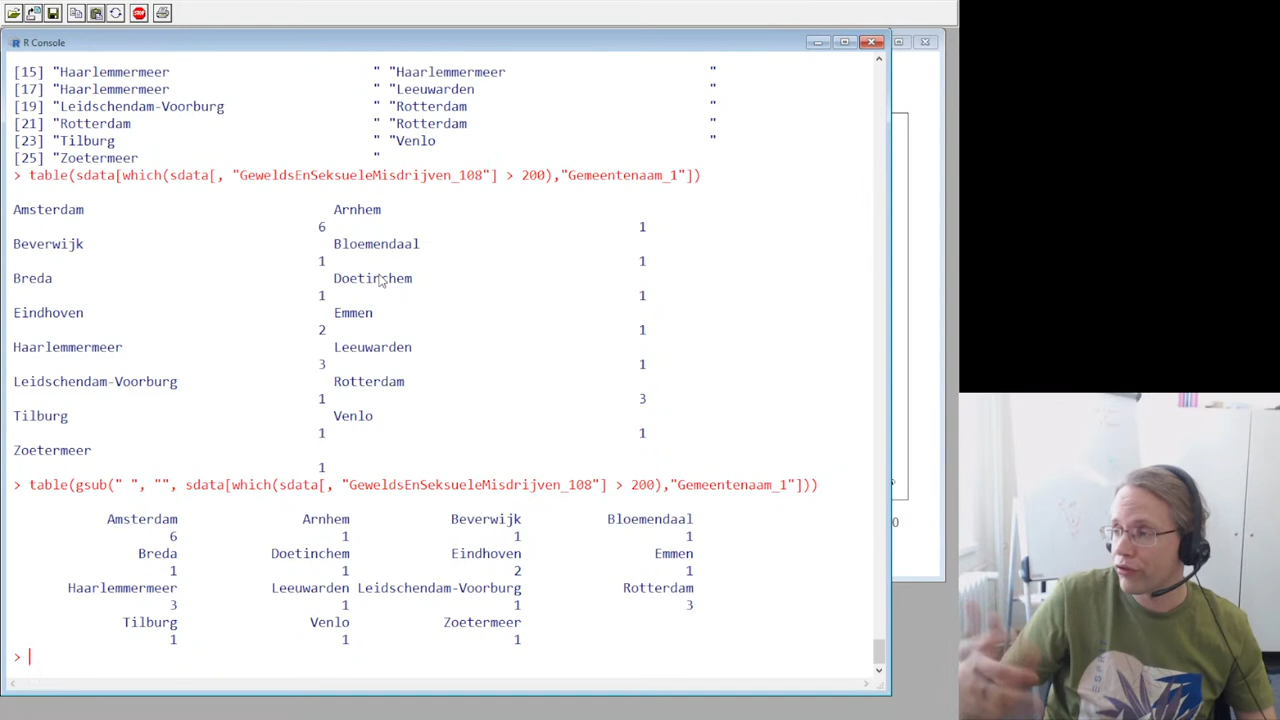 STOP
R Console
[15] "Haarlemmermeer " "Haarlemmermeer "
[17] "Haarlemmermeer " "Leeuwarden "
[19] "Leidschendam-Voorburg " "Rotterdam "
[21] "Rotterdam " "Rotterdam "
[23] "Tilburg " "Venlo "
[25] "Zoetermeer "
> table(sdata[which(sdata[, "GeweldsEnSeksueleMisdrijven_108"] > 200),"Gemeentenaam_1"])
Amsterdam Arnhem
6 1
Beverwijk Bloemendaal
1 1
Breda Doetinchem
1 1
Eindhoven Emmen
2 1
Haarlemmermeer Leeuwarden
3 1
Leidschendam-Voorburg Rotterdam
1 3
Tilburg Venlo
1 1
Zoetermeer
1
> table(gsub(" ", "", sdata[which(sdata[, "GeweldsEnSeksueleMisdrijven_108"] > 200),"Gemeentenaam_1"]))
Amsterdam Arnhem Beverwijk Bloemendaal
6 1 1 1
Breda Doetinchem Eindhoven Emmen
1 1 2 1
Haarlemmermeer Leeuwarden Leidschendam-Voorburg Rotterdam
3 1 1 3
Tilburg Venlo Zoetermeer
1 1 1
>
0
ESPRIT